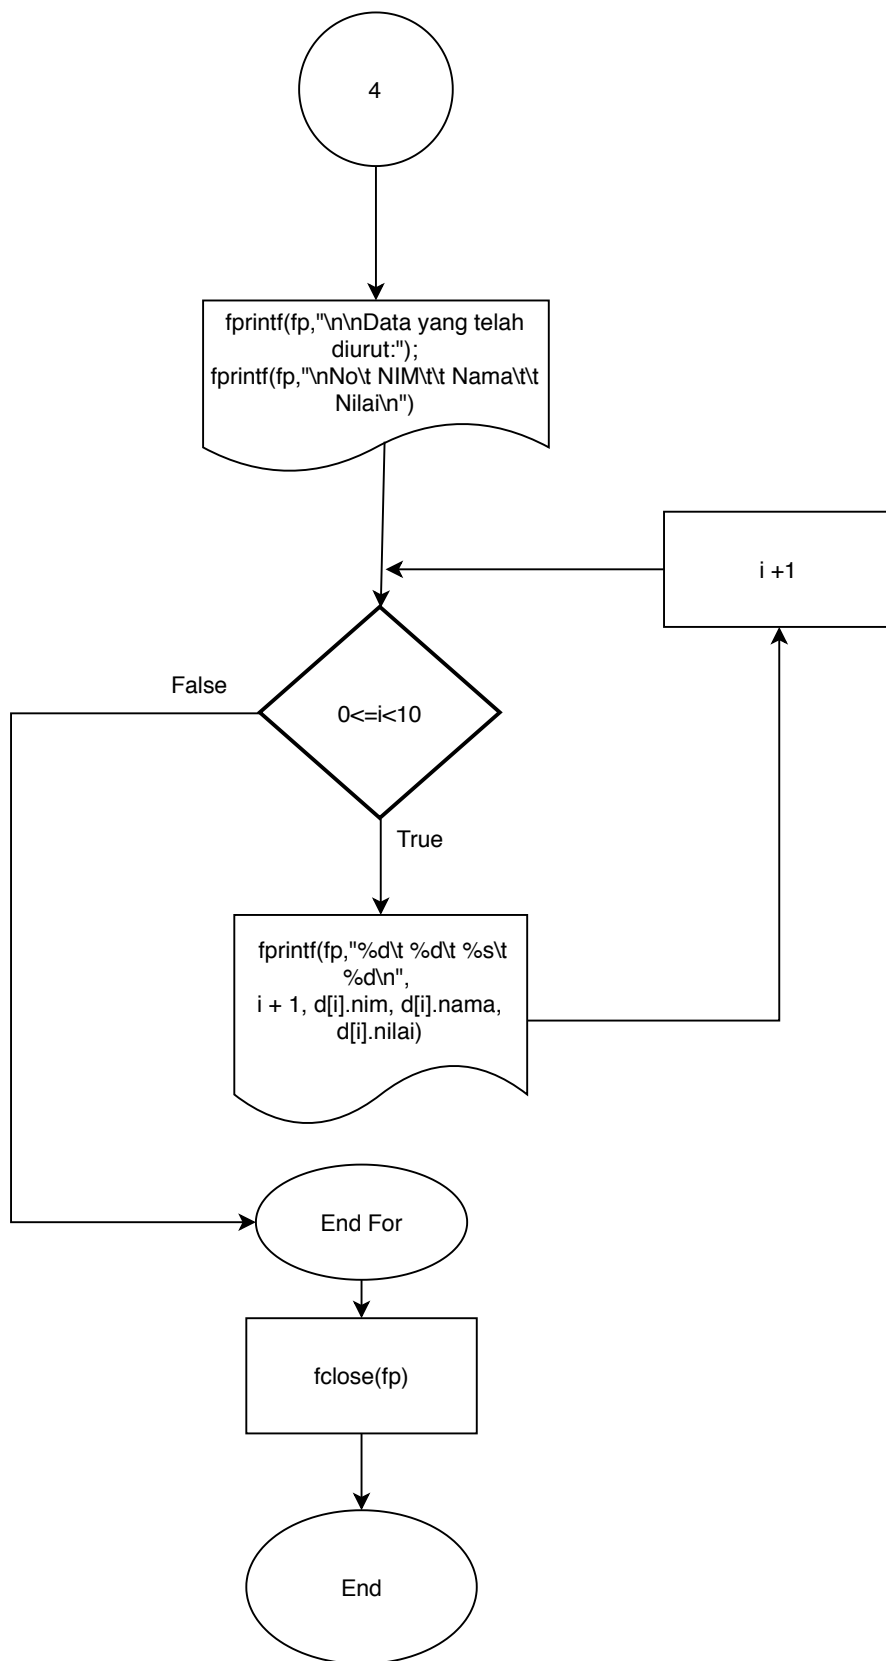 4
fprintf(fp,"\n\nData yang telah
diurut:");
fprintf(fp,"\nNo\t NIM\t\t Nama\t\t
Nilai\n")
i +1
False
0<=i<10
True
fprintf(fp,"%d\t %d\t %s\t
%d\n",
i + 1, d[i].nim, d[i].nama,
d[i].nilai)
End For
fclose(fp)
End